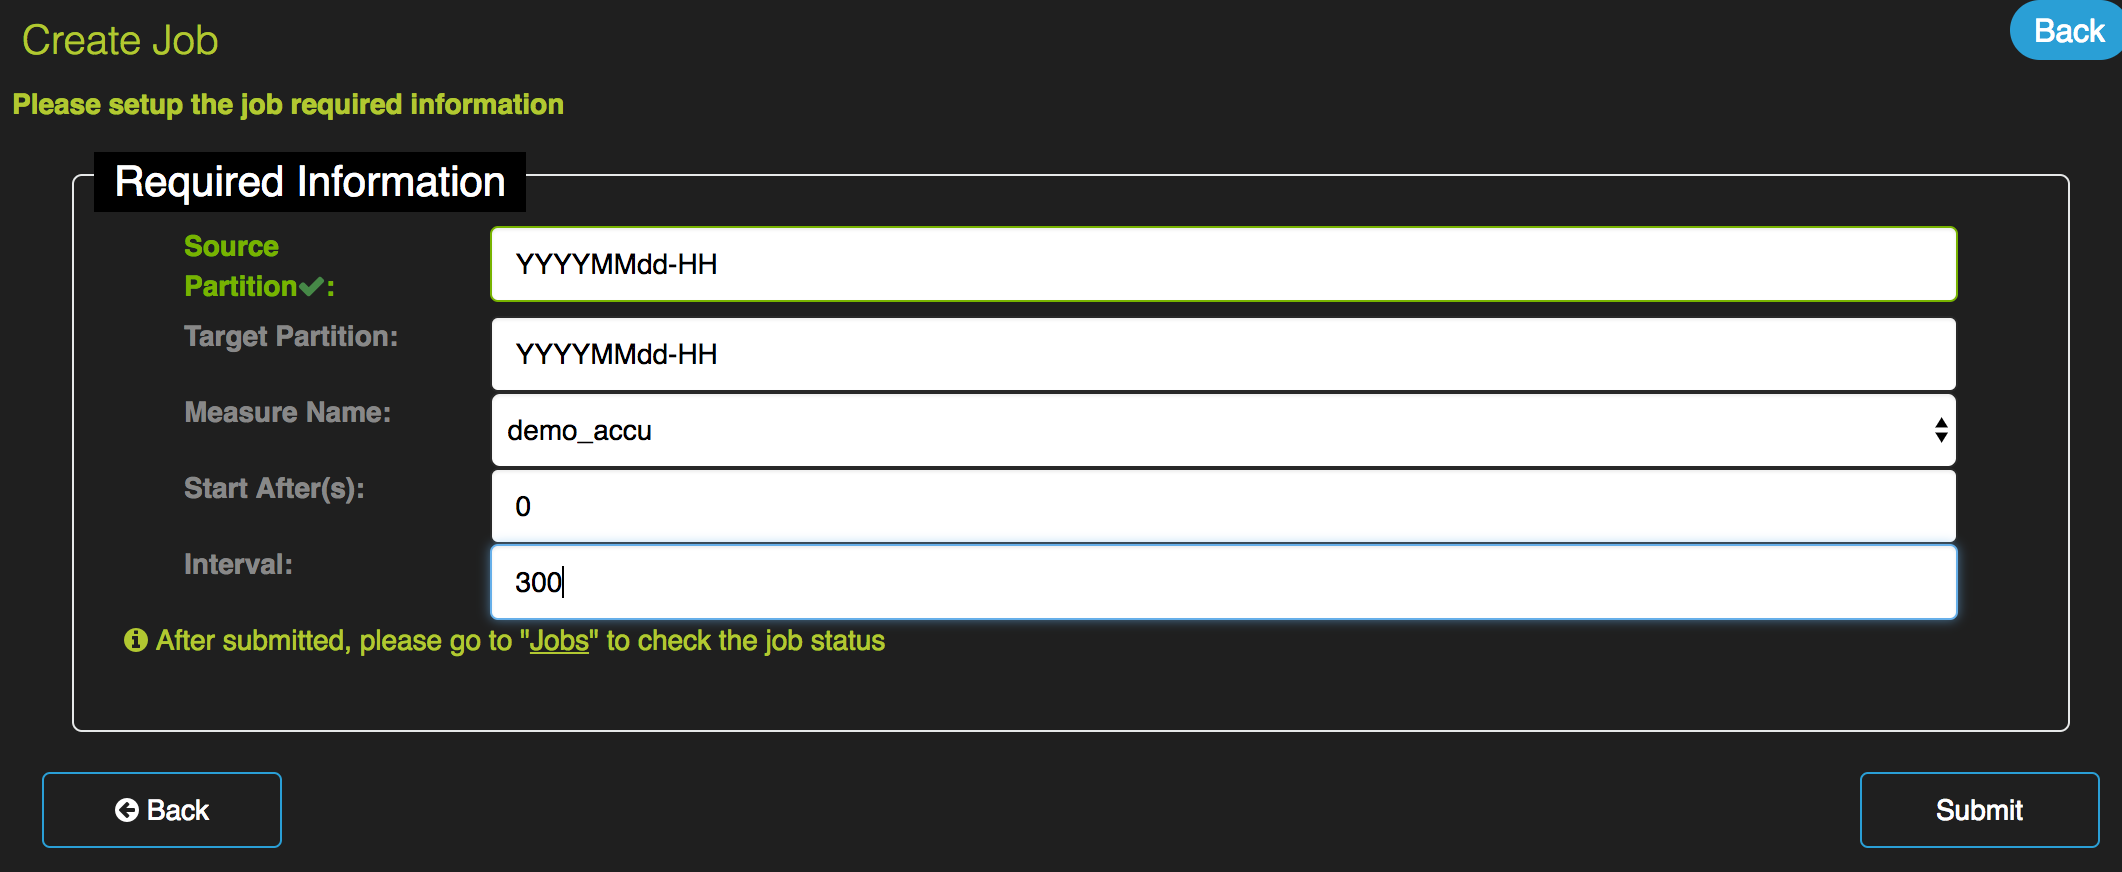 Create Job
Back
Please setup the job required information
Required Information
Source
Partition:
YYYYMMdd-HH
Target Partition:
YYYYMMdd-HH
Measure Name:
demo_accu
Start After(s):
0
Interval:
300
After submitted, please go to "Jobs" to check the job status
Back
Submit